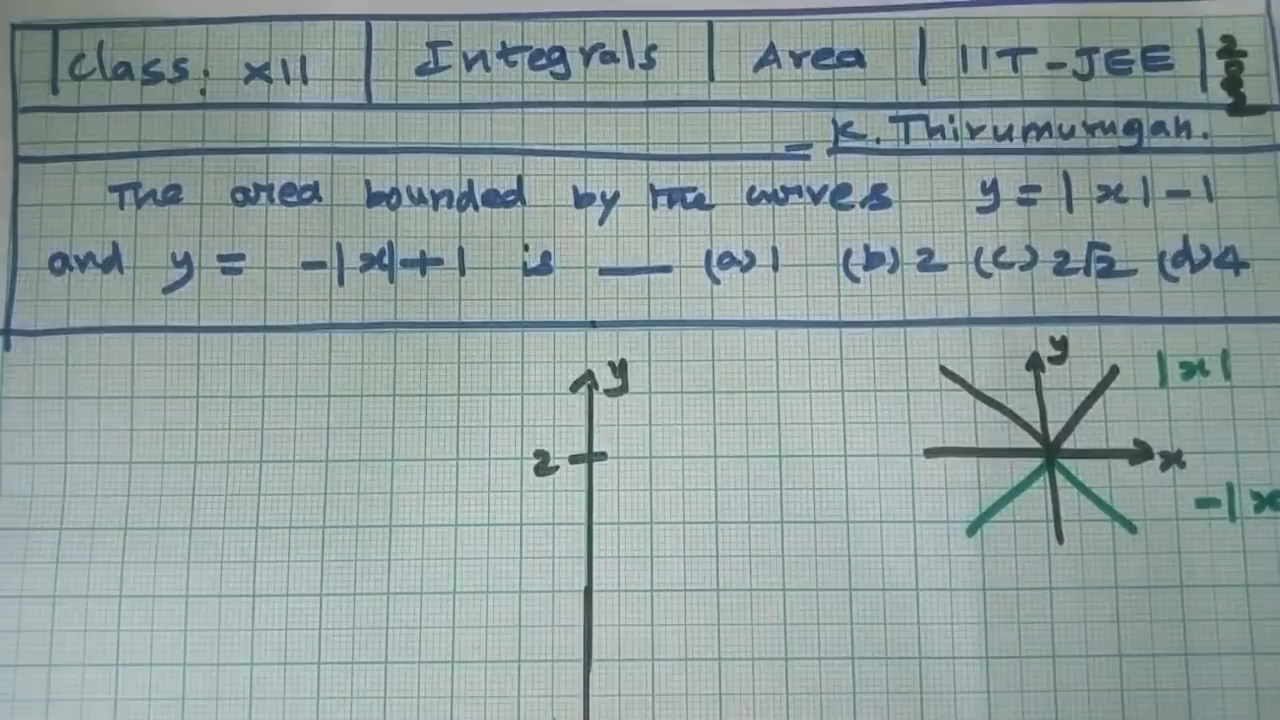 Class: XII | Integrals | Area | IIT-JEE | 2002
- K. Thirumurugan.
The area bounded by the curves y = |x| - 1
and y = -|x| + 1 is ___ (a) 1 (b) 2 (c) 2√2 (d) 4
y
2
y
|x|
x
-|x